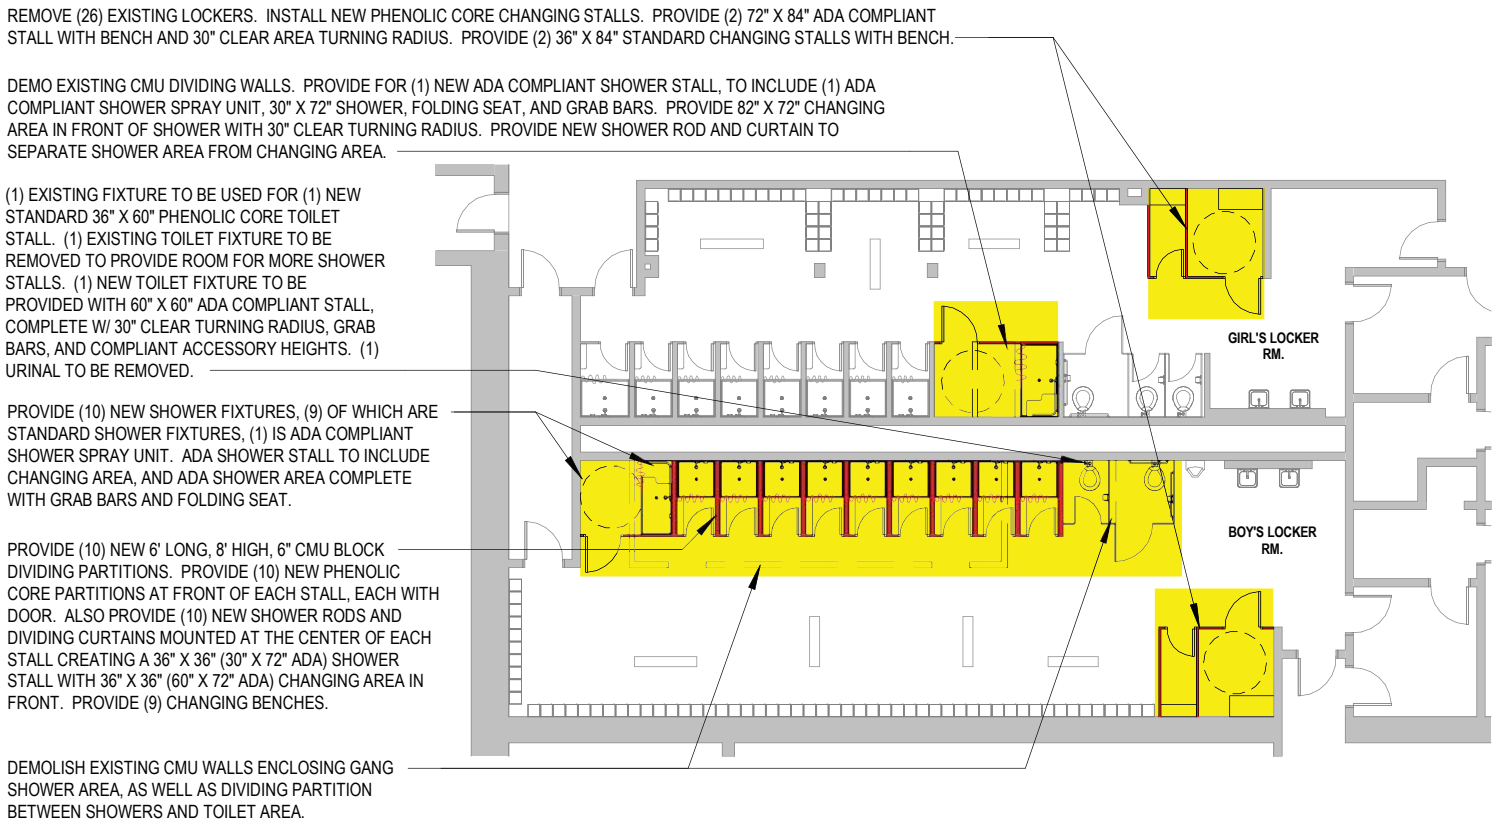 REMOVE (26) EXISTING LOCKERS.  INSTALL NEW PHENOLIC CORE CHANGING STALLS.  PROVIDE (2) 72" X 84" ADA COMPLIANT
STALL WITH BENCH AND 30" CLEAR AREA TURNING RADIUS.  PROVIDE (2) 36" X 84" STANDARD CHANGING STALLS WITH BENCH.
DEMO EXISTING CMU DIVIDING WALLS.  PROVIDE FOR (1) NEW ADA COMPLIANT SHOWER STALL, TO INCLUDE (1) ADA
COMPLIANT SHOWER SPRAY UNIT, 30" X 72" SHOWER, FOLDING SEAT, AND GRAB BARS.  PROVIDE 82" X 72" CHANGING
AREA IN FRONT OF SHOWER WITH 30" CLEAR TURNING RADIUS.  PROVIDE NEW SHOWER ROD AND CURTAIN TO
SEPARATE SHOWER AREA FROM CHANGING AREA.
(1) EXISTING FIXTURE TO BE USED FOR (1) NEW
STANDARD 36" X 60" PHENOLIC CORE TOILET
STALL.  (1) EXISTING TOILET FIXTURE TO BE
REMOVED TO PROVIDE ROOM FOR MORE SHOWER
STALLS.  (1) NEW TOILET FIXTURE TO BE
PROVIDED WITH 60" X 60" ADA COMPLIANT STALL,
COMPLETE W/ 30" CLEAR TURNING RADIUS, GRAB
BARS, AND COMPLIANT ACCESSORY HEIGHTS.  (1)
URINAL TO BE REMOVED.
PROVIDE (10) NEW SHOWER FIXTURES, (9) OF WHICH ARE
STANDARD SHOWER FIXTURES, (1) IS ADA COMPLIANT
SHOWER SPRAY UNIT.  ADA SHOWER STALL TO INCLUDE
CHANGING AREA, AND ADA SHOWER AREA COMPLETE
WITH GRAB BARS AND FOLDING SEAT.
PROVIDE (10) NEW 6' LONG, 8' HIGH, 6" CMU BLOCK
DIVIDING PARTITIONS.  PROVIDE (10) NEW PHENOLIC
CORE PARTITIONS AT FRONT OF EACH STALL, EACH WITH
DOOR.  ALSO PROVIDE (10) NEW SHOWER RODS AND
DIVIDING CURTAINS MOUNTED AT THE CENTER OF EACH
STALL CREATING A 36" X 36" (30" X 72" ADA) SHOWER
STALL WITH 36" X 36" (60" X 72" ADA) CHANGING AREA IN
FRONT.  PROVIDE (9) CHANGING BENCHES.
DEMOLISH EXISTING CMU WALLS ENCLOSING GANG
SHOWER AREA, AS WELL AS DIVIDING PARTITION
BETWEEN SHOWERS AND TOILET AREA.
GIRL'S LOCKER
RM.
BOY'S LOCKER
RM.